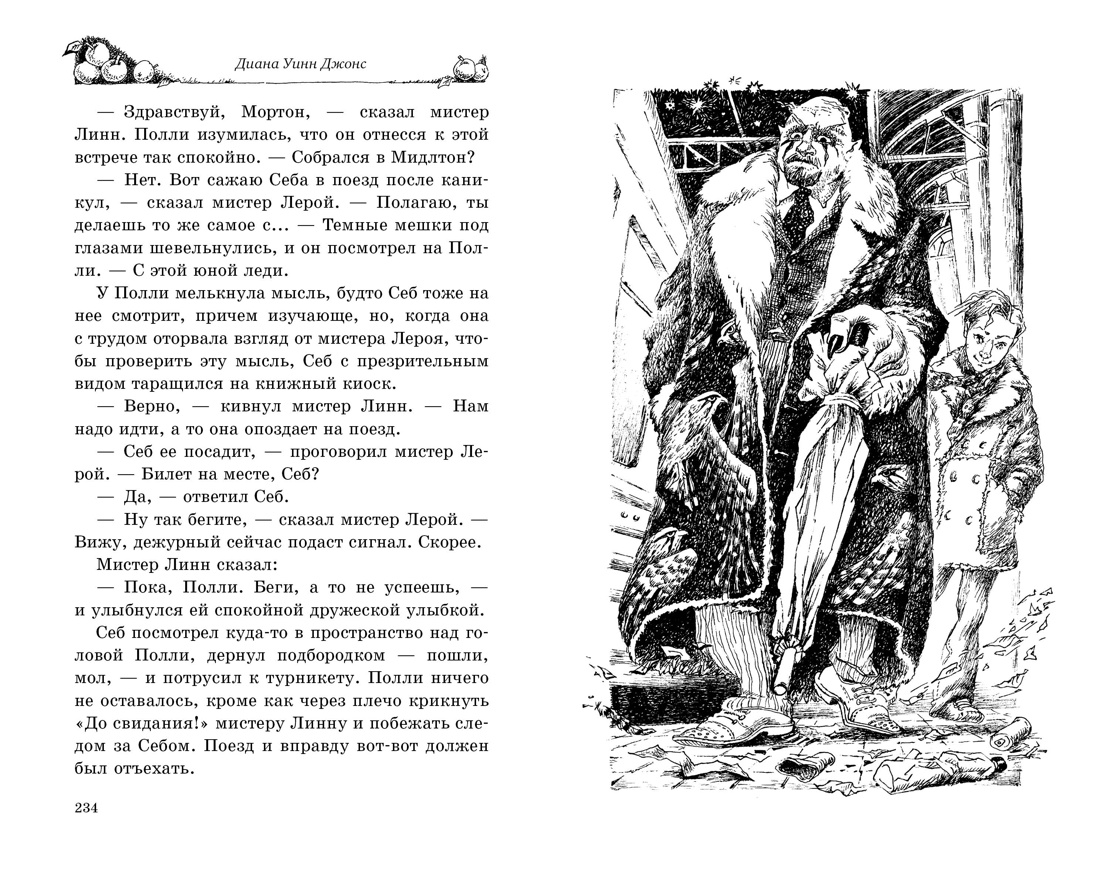 Диана Уинн Джонс
— Здравствуй, Мортон, — сказал мистер
Линн. Полли изумилась, что он отнесся к этой
встрече так спокойно. — Собрался в Мидлтон?
— Нет. Вот сажаю Себа в поезд после кани-
кул, — сказал мистер Лерой. — Полагаю, ты
делаешь то же самое с... — Темные мешки под
глазами шевельнулись, и он посмотрел на Пол-
ли. — С этой юной леди.
У Полли мелькнула мысль, будто Себ тоже на
нее смотрит, причем изучающе, но, когда она
с трудом оторвала взгляд от мистера Лероя, что-
бы проверить эту мысль, Себ с презрительным
видом таращился на книжный киоск.
— Верно, — кивнул мистер Линн. — Нам
надо идти, а то она опоздает на поезд.
— Себ ее посадит, — проговорил мистер Ле-
рой. — Билет на месте, Себ?
— Да, — ответил Себ.
— Ну так бегите, — сказал мистер Лерой. —
Вижу, дежурный сейчас подаст сигнал. Скорее.
Мистер Линн сказал:
— Пока, Полли. Беги, а то не успеешь, —
и улыбнулся ей спокойной дружеской улыбкой.
Себ посмотрел куда-то в пространство над го-
ловой Полли, дернул подбородком — пошли,
мол, — и потрусил к турникету. Полли ничего
не оставалось, кроме как через плечо крикнуть
«До свидания!» мистеру Линну и побежать сле-
дом за Себом. Поезд и вправду вот-вот должен
был отъехать.
234